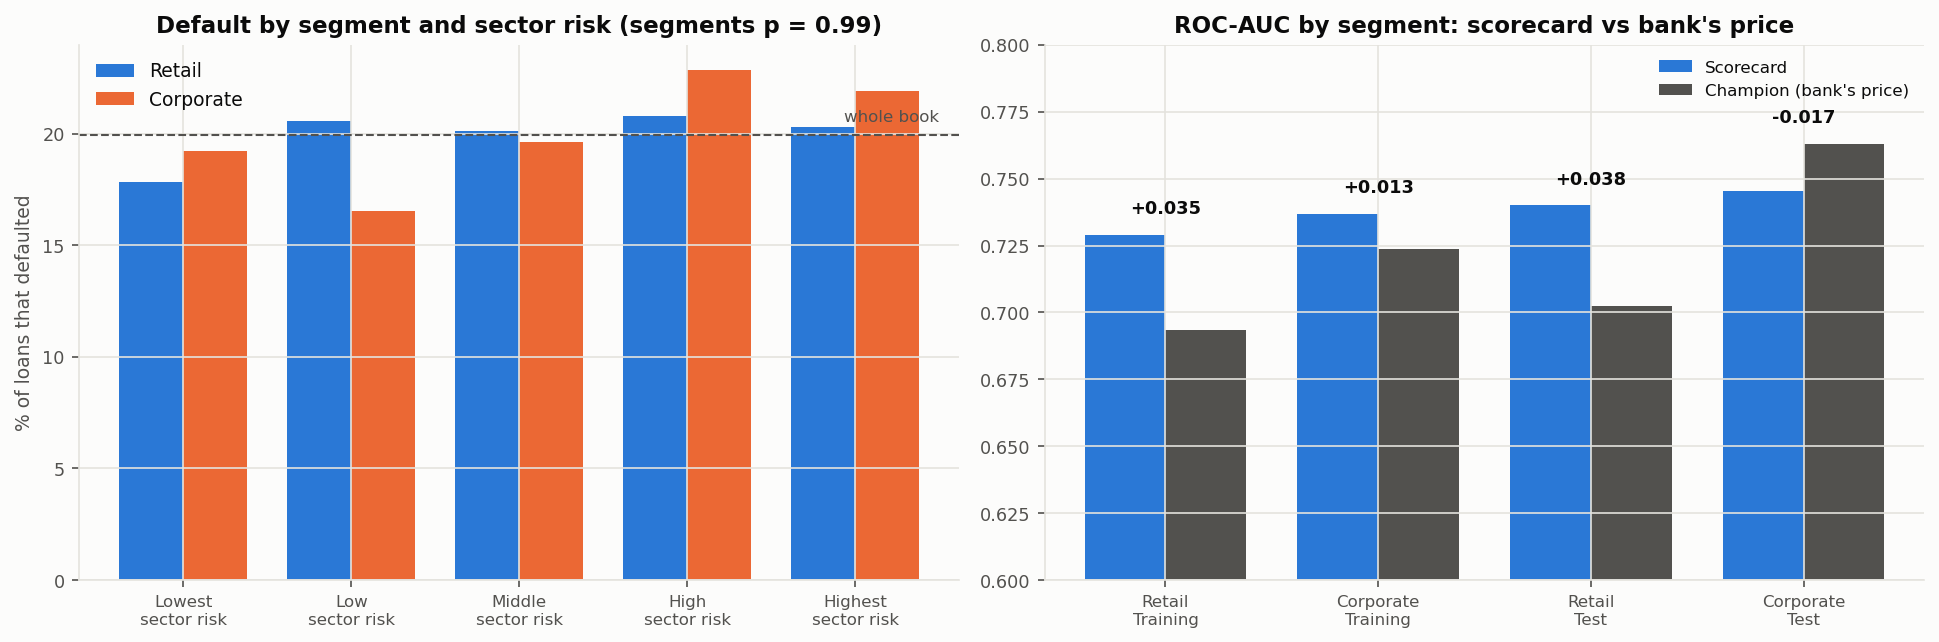 Default by segment and sector risk (segments p = 0.99)
Retail
Corporate
whole book
% of loans that defaulted
20
15
10
5
0
Lowest
sector risk
Low
sector risk
Middle
sector risk
High
sector risk
Highest
sector risk
ROC-AUC by segment: scorecard vs bank's price
Scorecard
Champion (bank's price)
0.800
0.775
0.750
0.725
0.700
0.675
0.650
0.625
0.600
+0.035
+0.013
+0.038
-0.017
Retail
Training
Corporate
Training
Retail
Test
Corporate
Test